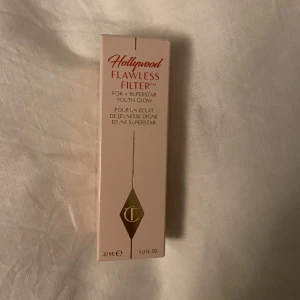 Hollywood
FLAWLESS
FILTER™
FOR A SUPERSTAR
YOUTH GLOW
POUR UN ÉCLAT
DE JEUNESSE DIGNE
D'UNE SUPERSTAR
CT
30 ML ℮ 1.0 FL. OZ.